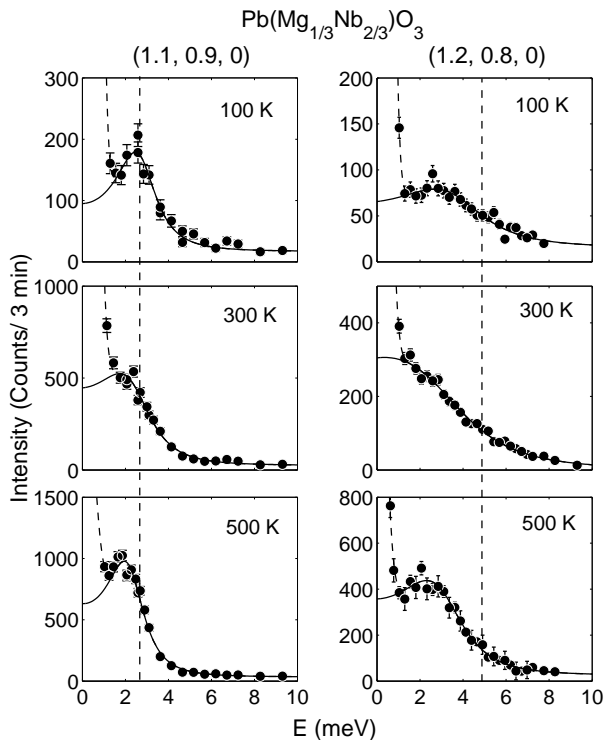 Pb(Mg1/3Nb2/3)O3
(1.1, 0.9, 0) (1.2, 0.8, 0)
300 200
100 K 100 K
200 150
100
100 50
0 0
1000
300 K 300 K
400
500
200
0 0
1500 800
500 K 500 K
600
1000
400
500
200
0 0
0 2 4 6 8 10 0 2 4 6 8 10
E (meV) E (meV)
Intensity (Counts/ 3 min)